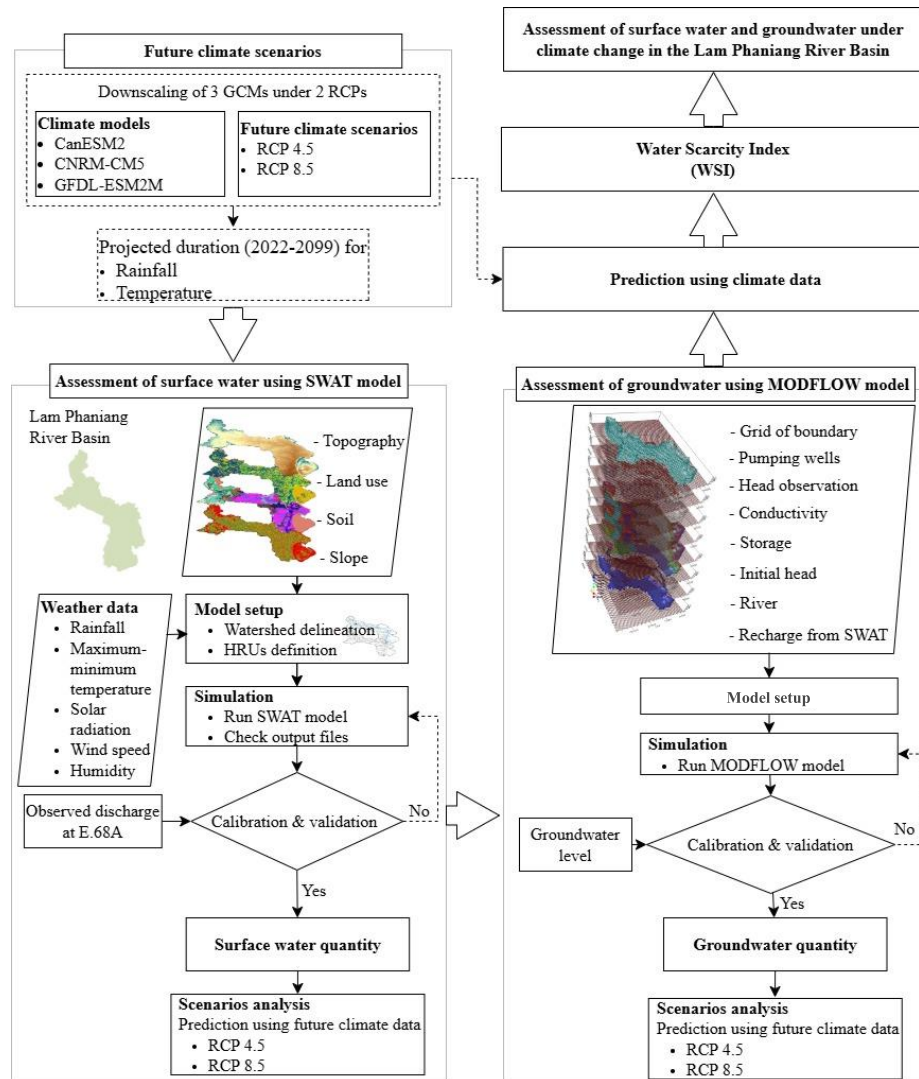 Future climate scenarios
Downscaling of 3 GCMs under 2 RCPs
Climate models
• CanESM2
• CNRM-CM5
• GFDL-ESM2M
Future climate scenarios
• RCP 4.5
• RCP 8.5
Projected duration (2022-2099) for
• Rainfall
• Temperature
Assessment of surface water and groundwater under
climate change in the Lam Phaniang River Basin
Water Scarcity Index
(WSI)
Prediction using climate data
Assessment of surface water using SWAT model
Lam Phaniang
River Basin
- Topography
- Land use
- Soil
- Slope
Weather data
• Rainfall
• Maximum-
minimum
temperature
• Solar
radiation
• Wind speed
• Humidity
Model setup
• Watershed delineation
• HRUs definition
Simulation
• Run SWAT model
• Check output files
Observed discharge
at E.68A
Calibration & validation
No
Yes
Surface water quantity
Scenarios analysis
Prediction using future climate data
• RCP 4.5
• RCP 8.5
Assessment of groundwater using MODFLOW model
- Grid of boundary
- Pumping wells
- Head observation
- Conductivity
- Storage
- Initial head
- River
- Recharge from SWAT
Model setup
Simulation
• Run MODFLOW model
Groundwater
level
Calibration & validation
No
Yes
Groundwater quantity
Scenarios analysis
Prediction using future climate data
• RCP 4.5
• RCP 8.5